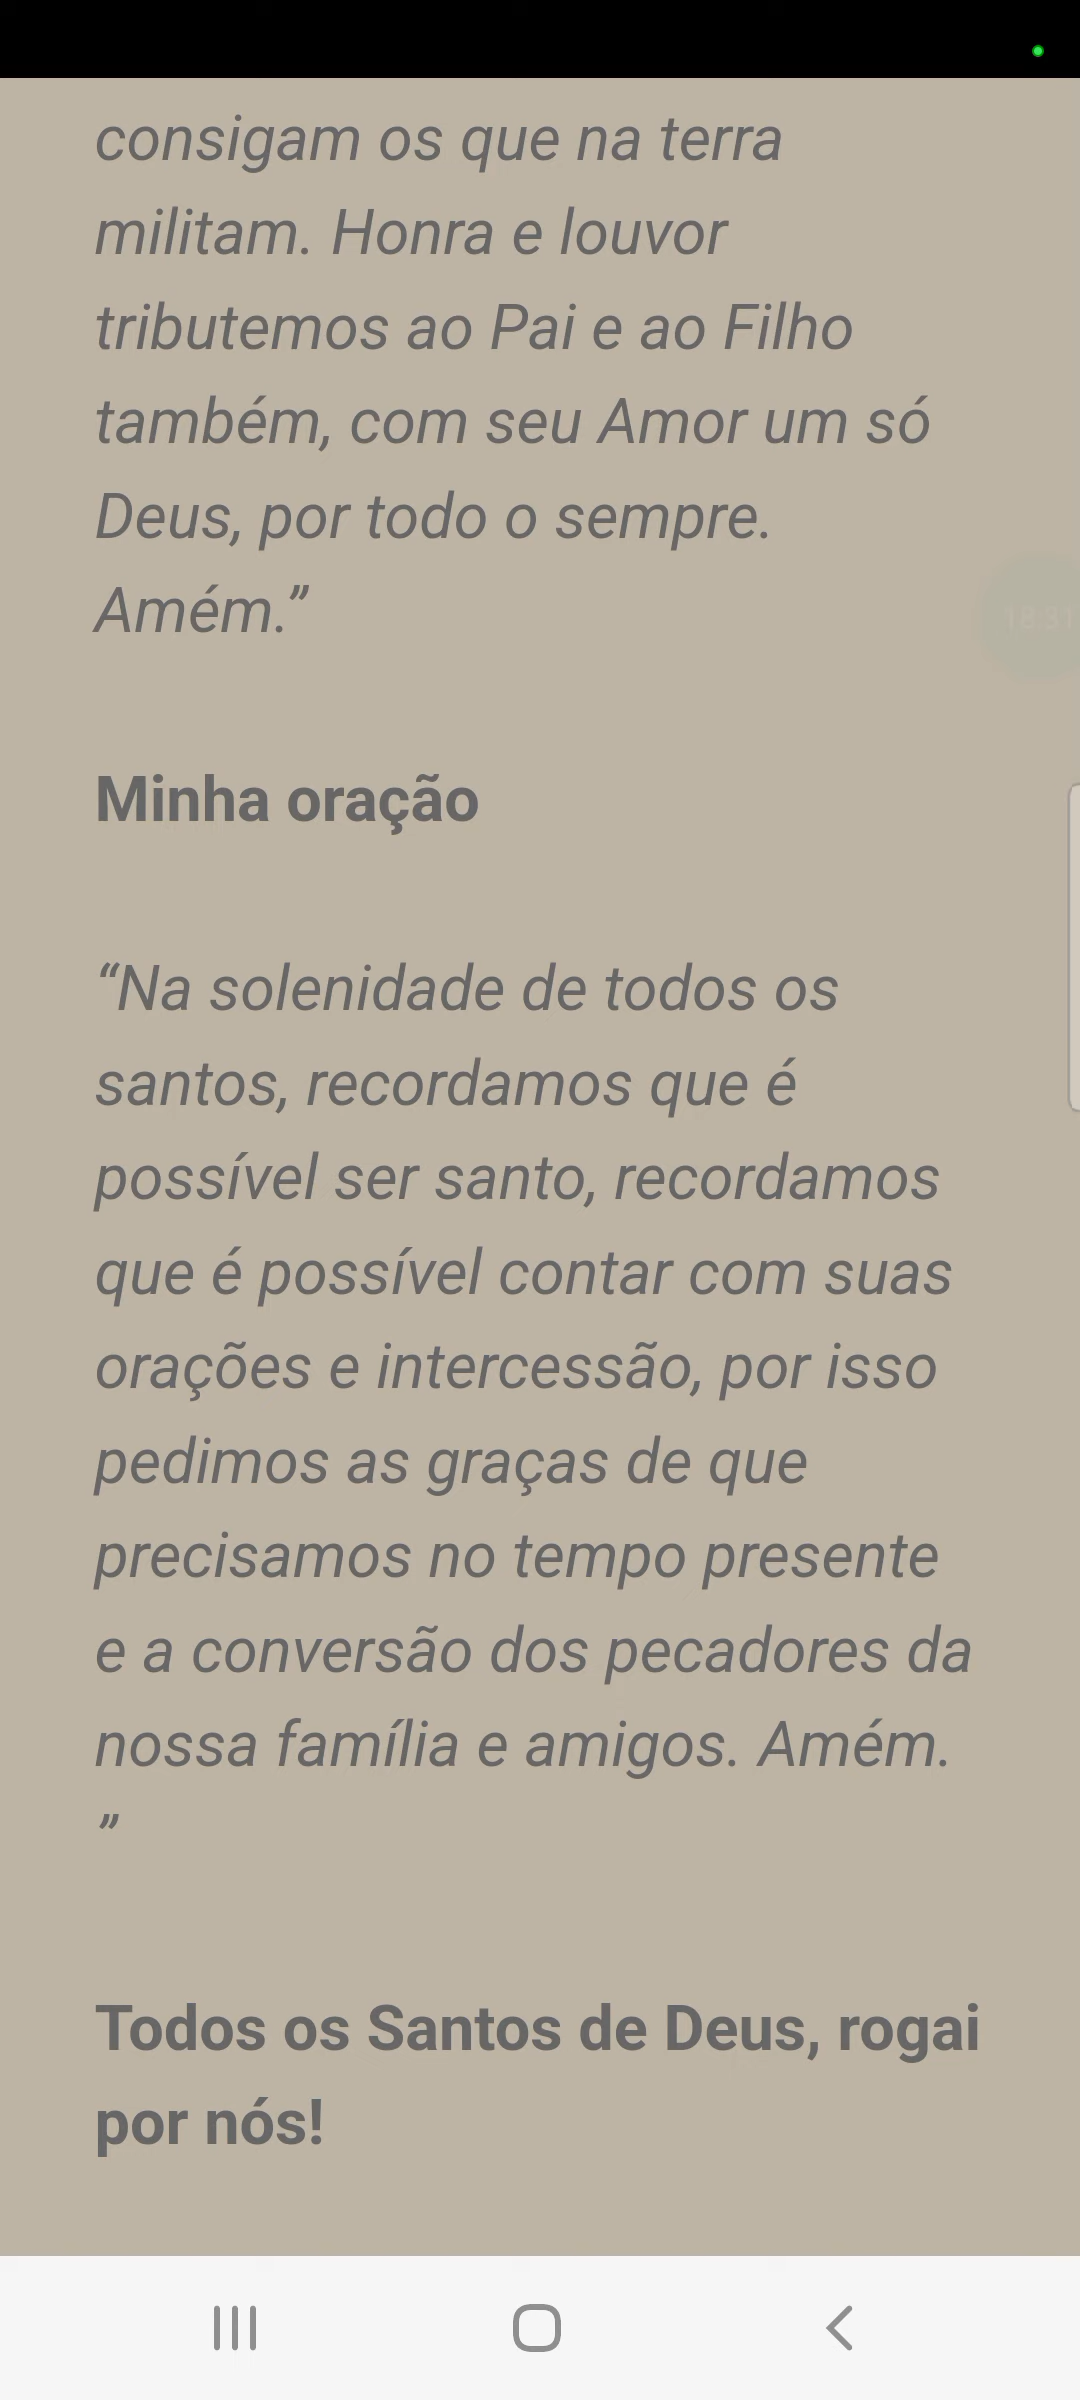 consigam os que na terra
militam. Honra e louvor
tributemos ao Pai e ao Filho
também, com seu Amor um só
Deus, por todo o sempre.
Amém.”
18:31
Minha oração
“Na solenidade de todos os
santos, recordamos que é
possível ser santo, recordamos
que é possível contar com suas
orações e intercessão, por isso
pedimos as graças de que
precisamos no tempo presente
e a conversão dos pecadores da
nossa família e amigos. Amém.
”
Todos os Santos de Deus, rogai
por nós!